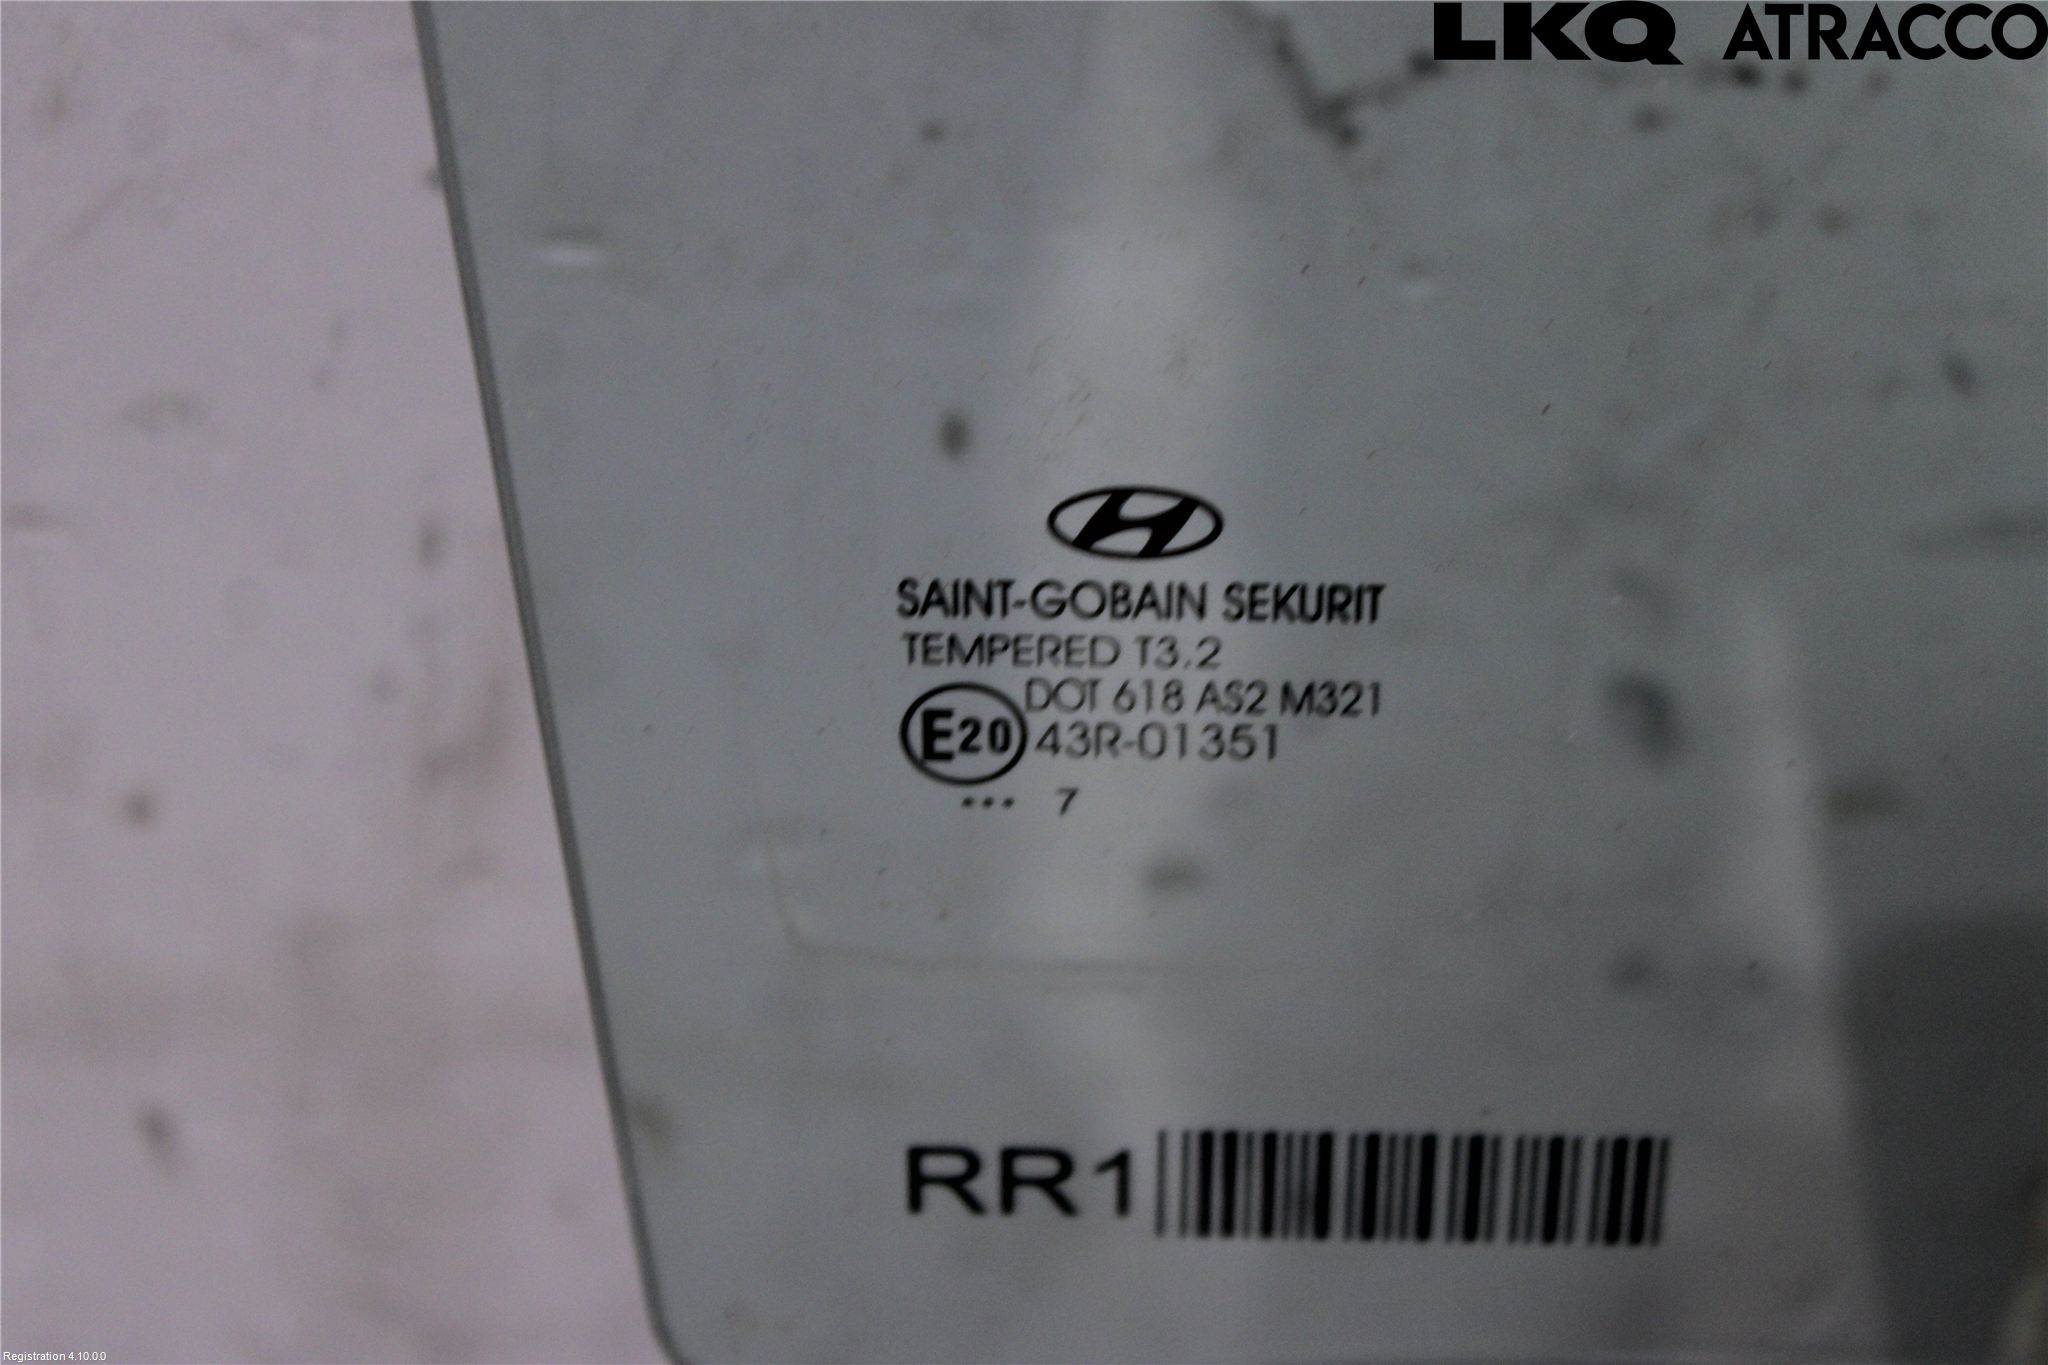 LKQ ATRACCO
SAINT-GOBAIN SEKURIT
TEMPERED T3.2
DOT 618 AS2 M321
E20 43R-01351
... 7
RR1
Registration 4.10.0.0